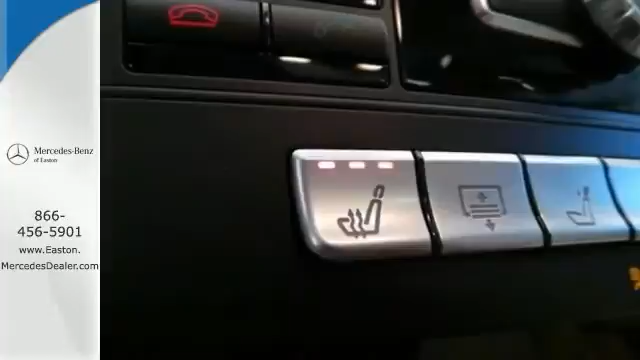 Mercedes-Benz
of Easton
866-
456-5901
www.Easton.
MercedesDealer.com